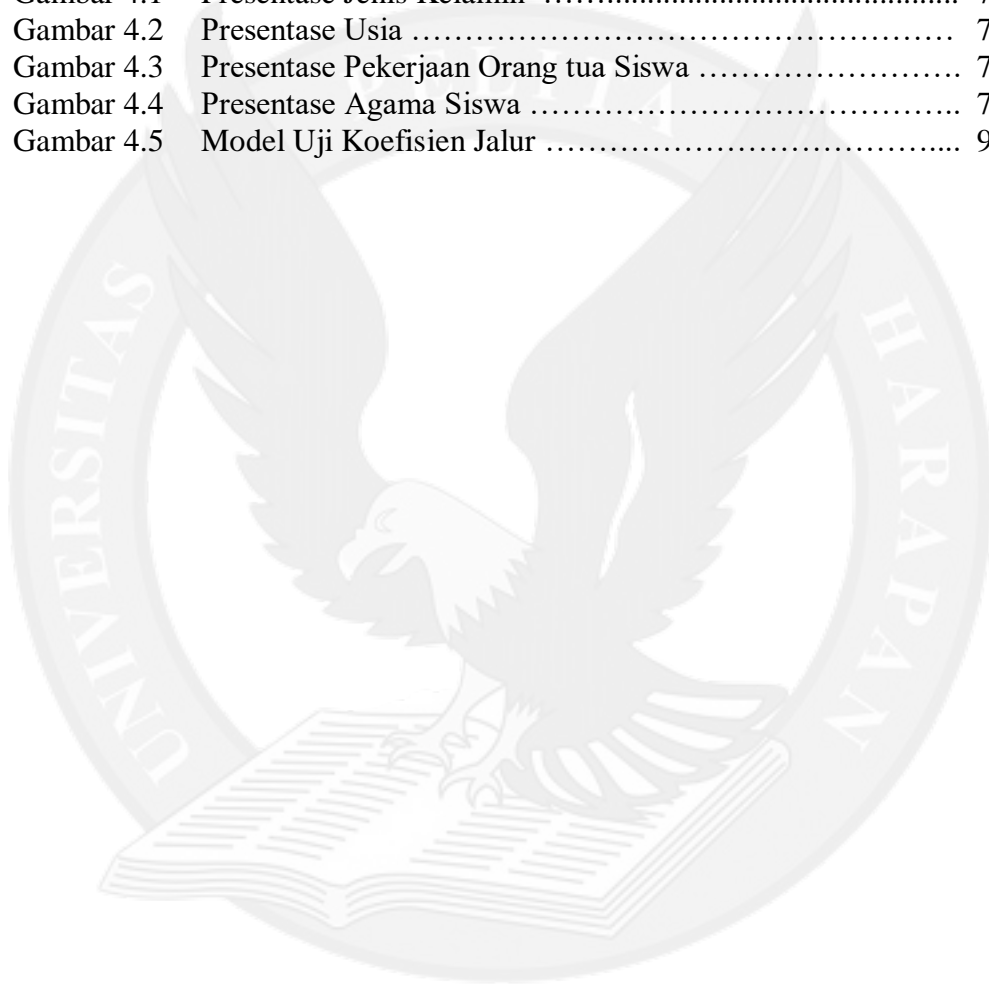 Gambar 4.1 Presentase Jenis Kelamin ……............................................. 7
Gambar 4.2 Presentase Usia …………………………………………… 7
Gambar 4.3 Presentase Pekerjaan Orang tua Siswa ……………………. 7
Gambar 4.4 Presentase Agama Siswa ………………………………….. 7
Gambar 4.5 Model Uji Koefisien Jalur ………………………………... 9
UNIVERSITAS PELITA HARAPAN